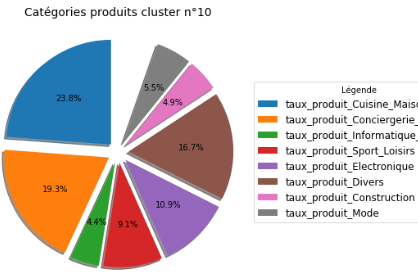 Catégories produits cluster n°10
5.5%
4.9%
23.8%
16.7%
19.3%
10.9%
4.4%
9.1%
Légende
taux_produit_Cuisine_Maiso
taux_produit_Conciergerie_
taux_produit_Informatique_
taux_produit_Sport_Loisirs
taux_produit_Electronique
taux_produit_Divers
taux_produit_Construction
taux_produit_Mode